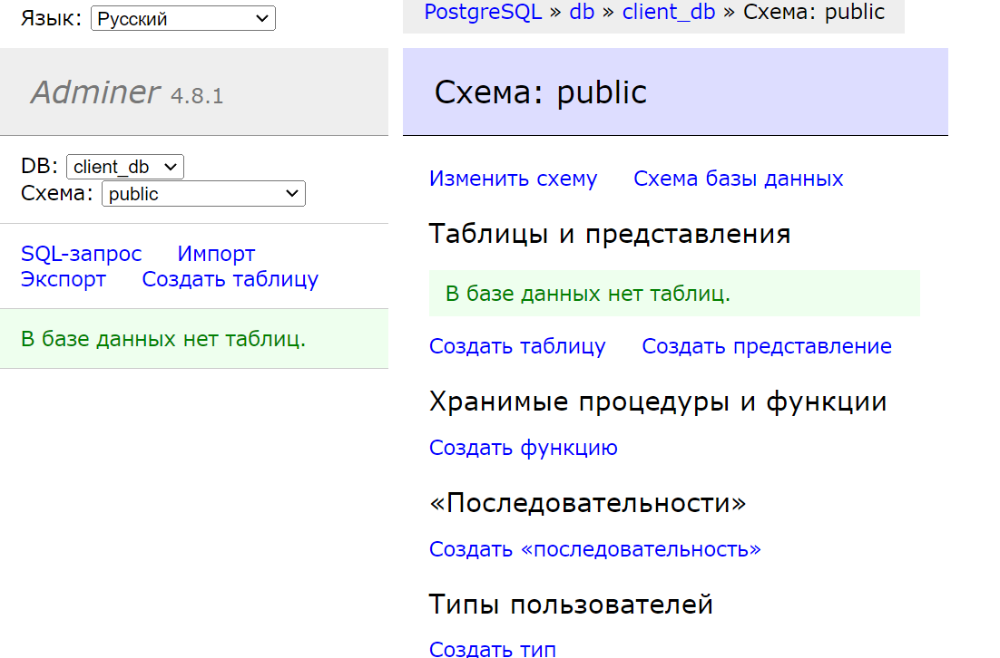 Язык: Русский
PostgreSQL » db » client_db » Схема: public
Adminer 4.8.1
Схема: public
DB: client_db
Схема: public
SQL-запрос Импорт
Экспорт Создать таблицу
В базе данных нет таблиц.
Изменить схему Схема базы данных
Таблицы и представления
В базе данных нет таблиц.
Создать таблицу Создать представление
Хранимые процедуры и функции
Создать функцию
«Последовательности»
Создать «последовательность»
Типы пользователей
Создать тип